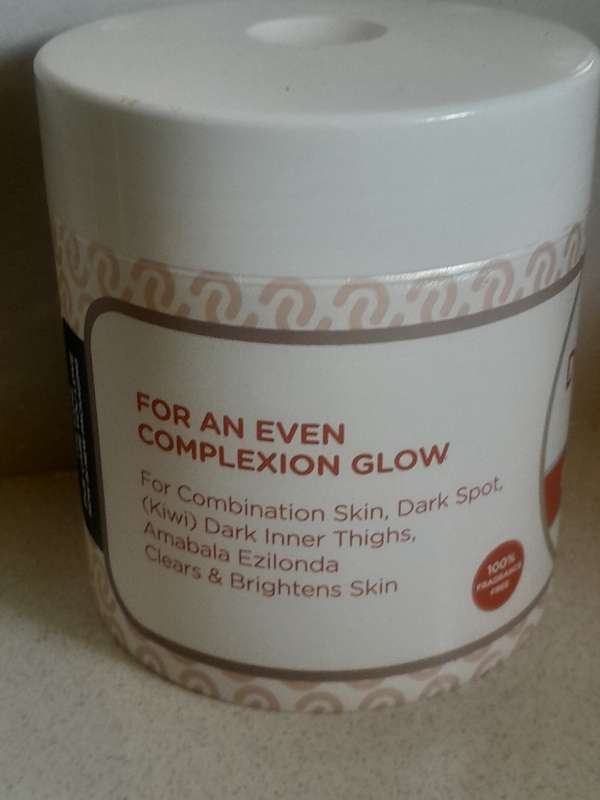 FOR AN EVEN
COMPLEXION GLOW
For Combination Skin, Dark Spot,
(Kiwi) Dark Inner Thighs,
Amabala Ezilonda
Clears & Brightens Skin
100%
FRAGRANCE
FREE